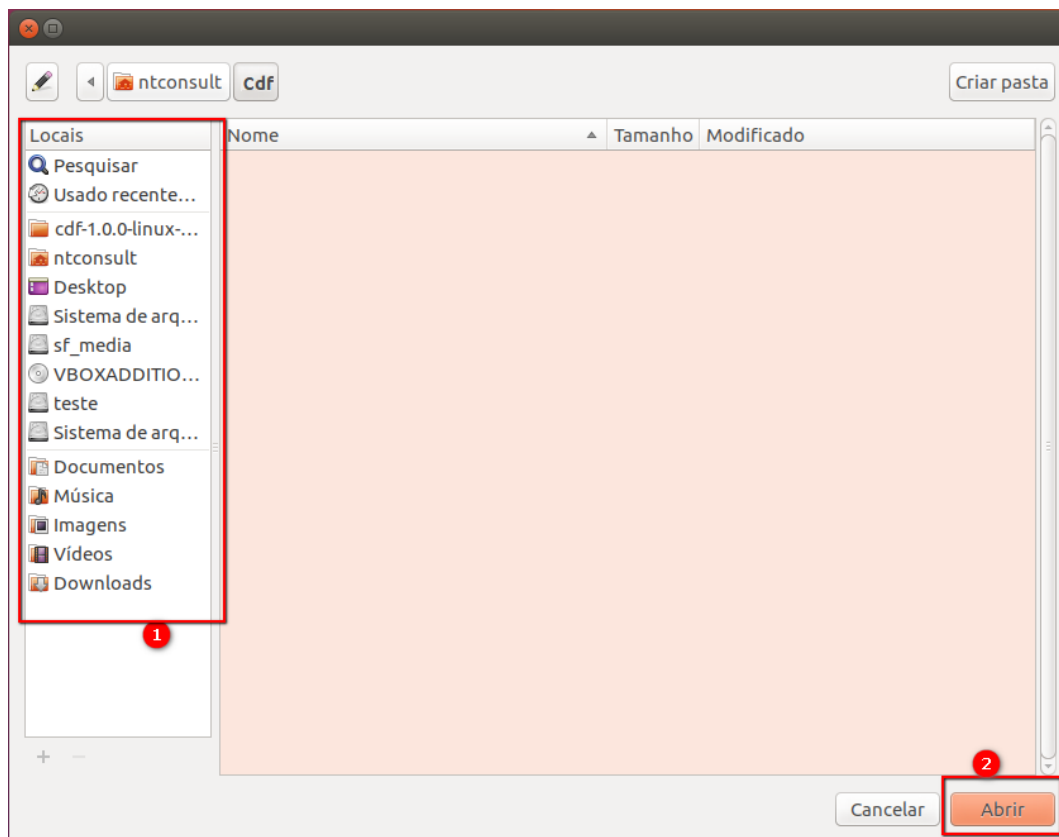 ntconsult Cdf Criar pasta
Locais Nome Tamanho Modificado
Pesquisar
Usado recente...
cdf-1.0.0-linux-...
ntconsult
Desktop
Sistema de arq...
sf_media
VBOXADDITIO...
teste
Sistema de arq...
Documentos
Música
Imagens
Vídeos
Downloads
1
2
Cancelar Abrir